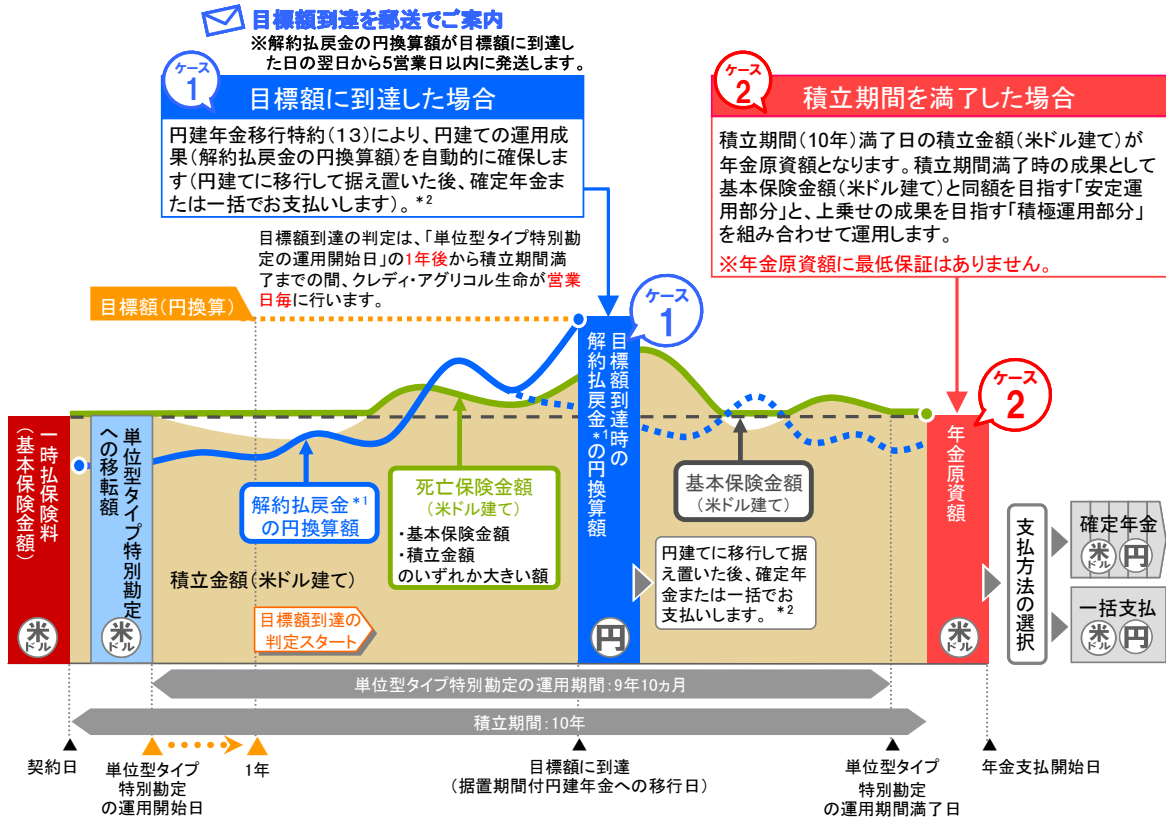 目標額到達を郵送でご案内
※解約払戻金の円換算額が目標額に到達し
た日の翌日から5営業日以内に発送します。
ケース
1
目標額に到達した場合
円建年金移行特約（13）により、円建ての運用成
果（解約払戻金の円換算額）を自動的に確保しま
す（円建てに移行して据え置いた後、確定年金ま
たは一括でお支払いします）。*2
ケース
2
積立期間を満了した場合
積立期間（10年）満了日の積立金額（米ドル建て）が
年金原資額となります。積立期間満了時の成果として
基本保険金額（米ドル建て）と同額を目指す「安定運
用部分」と、上乗せの成果を目指す「積極運用部分」
を組み合わせて運用します。
※年金原資額に最低保証はありません。
目標額到達の判定は、「単位型タイプ特別勘
定の運用開始日」の1年後から積立期間満
了までの間、クレディ・アグリコル生命が営業
日毎に行います。
目標額（円換算）
ケース
1
ケース
2
一時払保険料
（基本保険金額）
米
ドル
単位型タイプ特別勘定
への移転額
米
ドル
解約払戻金*1
の円換算額
死亡保険金額
（米ドル建て）
・基本保険金額
・積立金額
のいずれか大きい額
目標額到達時の
解約払戻金*1の円換算額
円
基本保険金額
（米ドル建て）
円建てに移行して据
え置いた後、確定年
金または一括でお
支払いします。*2
積立金額（米ドル建て）
目標額到達の
判定スタート
年金原資額
米
ドル
支払方法の選択
確定年金
米
ドル
円
一括支払
米
ドル
円
単位型タイプ特別勘定の運用期間：9年10ヵ月
積立期間：10年
契約日
単位型タイプ
特別勘定
の運用開始日
1年
目標額に到達
（据置期間付円建年金への移行日）
単位型タイプ
特別勘定
の運用期間満了日
年金支払開始日